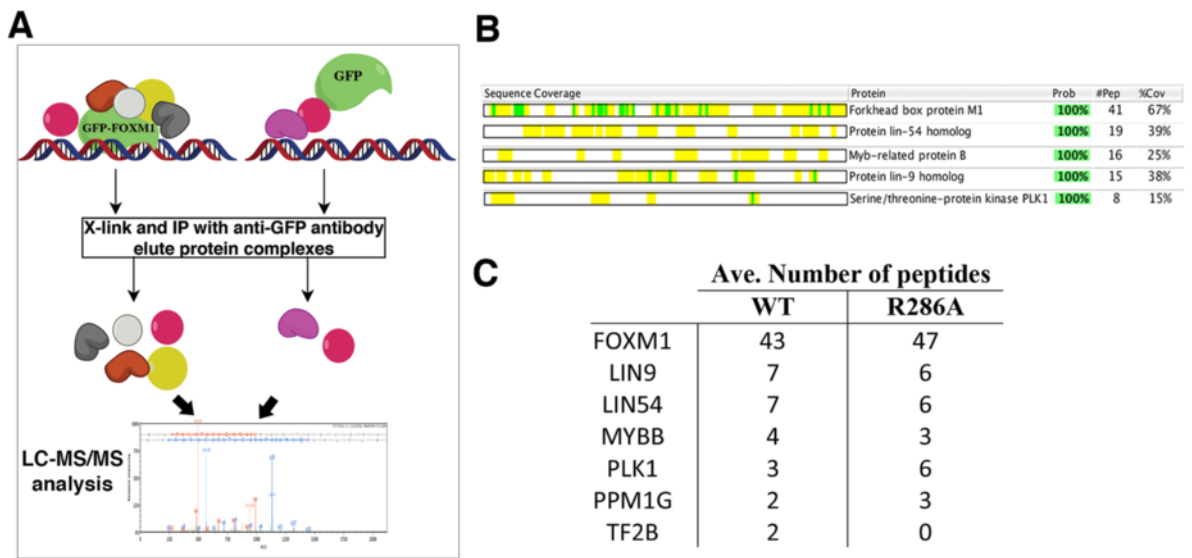 A
GFP-FOXM1
GFP
X-link and IP with anti-GFP antibody
elute protein complexes
LC-MS/MS
analysis
B
Sequence Coverage Protein Prob #Pep %Cov
Forkhead box protein M1 100% 41 67%
Protein lin-54 homolog 100% 19 39%
Myb-related protein B 100% 16 25%
Protein lin-9 homolog 100% 15 38%
Serine/threonine-protein kinase PLK1 100% 8 15%
C
Ave. Number of peptides
WT R286A
FOXM1 43 47
LIN9 7 6
LIN54 7 6
MYBB 4 3
PLK1 3 6
PPM1G 2 3
TF2B 2 0